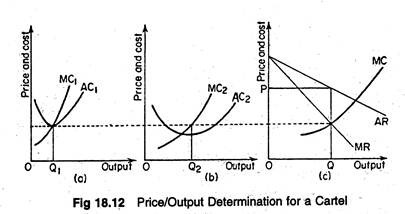 Price and cost
MC1
AC1
O
Q1
Output
(a)
Price and cost
MC2
AC2
O
Q2
Output
(b)
Price and cost
P
MC
AR
MR
O
Q
Output
(c)
Fig 18.12 Price/Output Determination for a Cartel